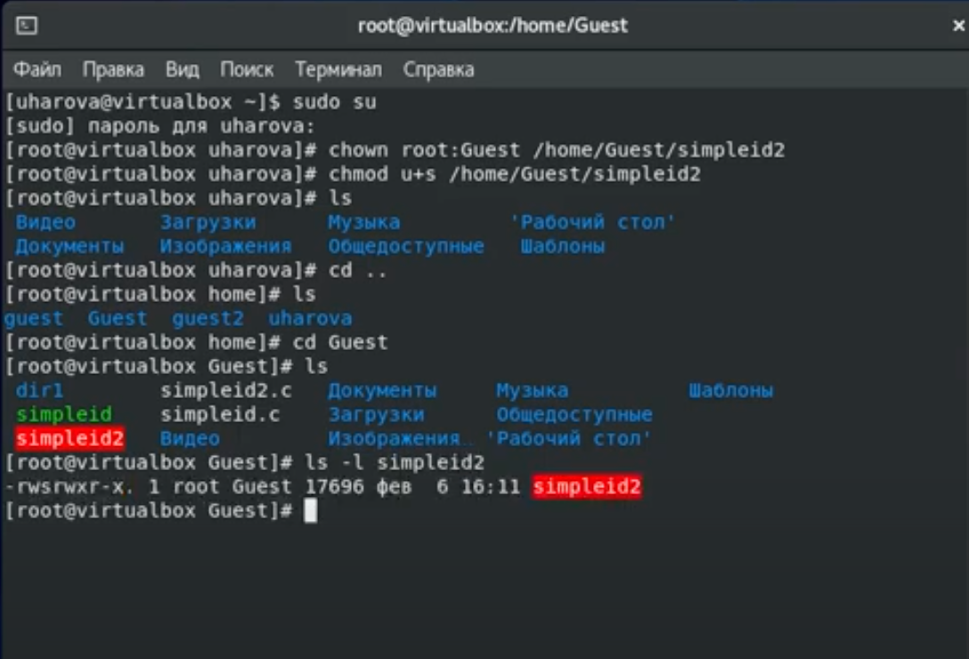 root@virtualbox:/home/Guest
Файл Правка Вид Поиск Терминал Справка
[uharova@virtualbox ~]$ sudo su
[sudo] пароль для uharova:
[root@virtualbox uharova]# chown root:Guest /home/Guest/simpleid2
[root@virtualbox uharova]# chmod u+s /home/Guest/simpleid2
[root@virtualbox uharova]# ls
Видео Загрузки Музыка 'Рабочий стол'
Документы Изображения Общедоступные Шаблоны
[root@virtualbox uharova]# cd ..
[root@virtualbox home]# ls
guest Guest guest2 uharova
[root@virtualbox home]# cd Guest
[root@virtualbox Guest]# ls
dir1 simpleid2.c Документы Музыка Шаблоны
simpleid simpleid.c Загрузки Общедоступные
simpleid2 Видео Изображения 'Рабочий стол'
[root@virtualbox Guest]# ls -l simpleid2
-rwsrwxr-x. 1 root Guest 17696 фев 6 16:11 simpleid2
[root@virtualbox Guest]#